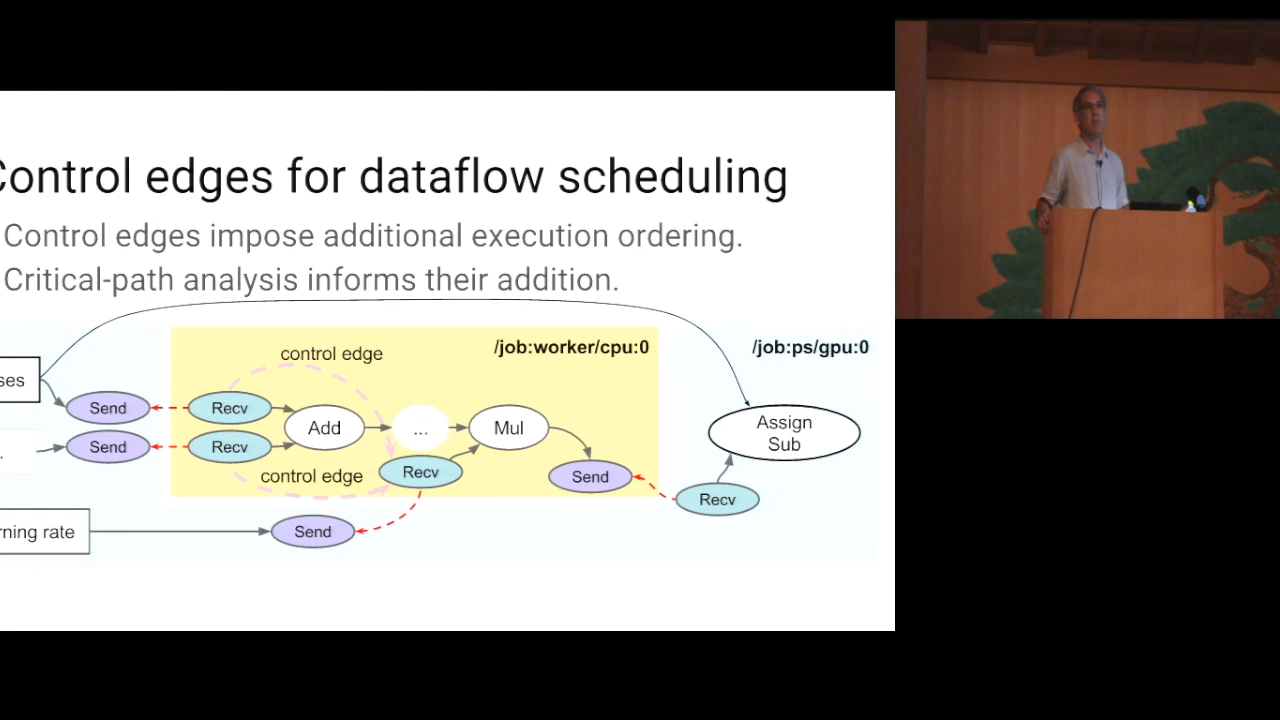 Control edges for dataflow scheduling
Control edges impose additional execution ordering.
Critical-path analysis informs their addition.
control edge
/job:worker/cpu:0
/job:ps/gpu:0
ses
Send
Recv
Add
...
Mul
Assign
Sub
.
Send
Recv
control edge
Recv
Send
Recv
rning rate
Send